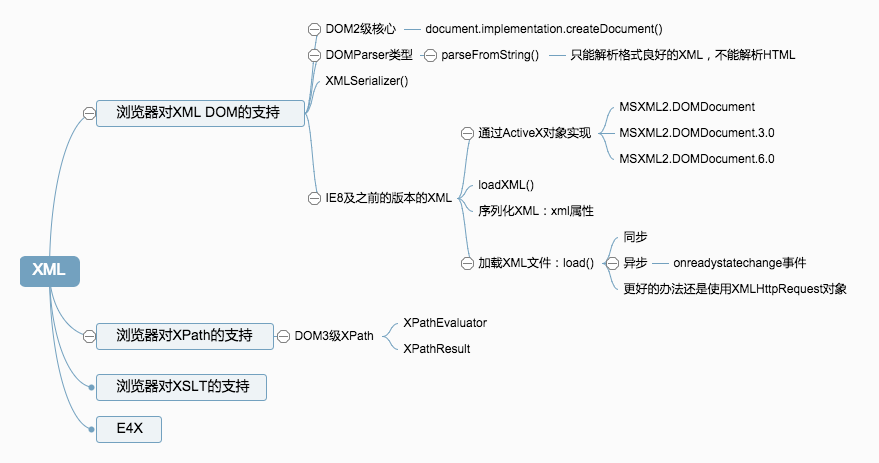 XML
浏览器对XML DOM的支持
DOM2级核心
document.implementation.createDocument()
DOMParser类型
parseFromString()
只能解析格式良好的XML，不能解析HTML
XMLSerializer()
IE8及之前的版本的XML
通过ActiveX对象实现
MSXML2.DOMDocument
MSXML2.DOMDocument.3.0
MSXML2.DOMDocument.6.0
loadXML()
序列化XML：xml属性
加载XML文件：load()
同步
异步
onreadystatechange事件
更好的办法还是使用XMLHttpRequest对象
浏览器对XPath的支持
DOM3级XPath
XPathEvaluator
XPathResult
浏览器对XSLT的支持
E4X